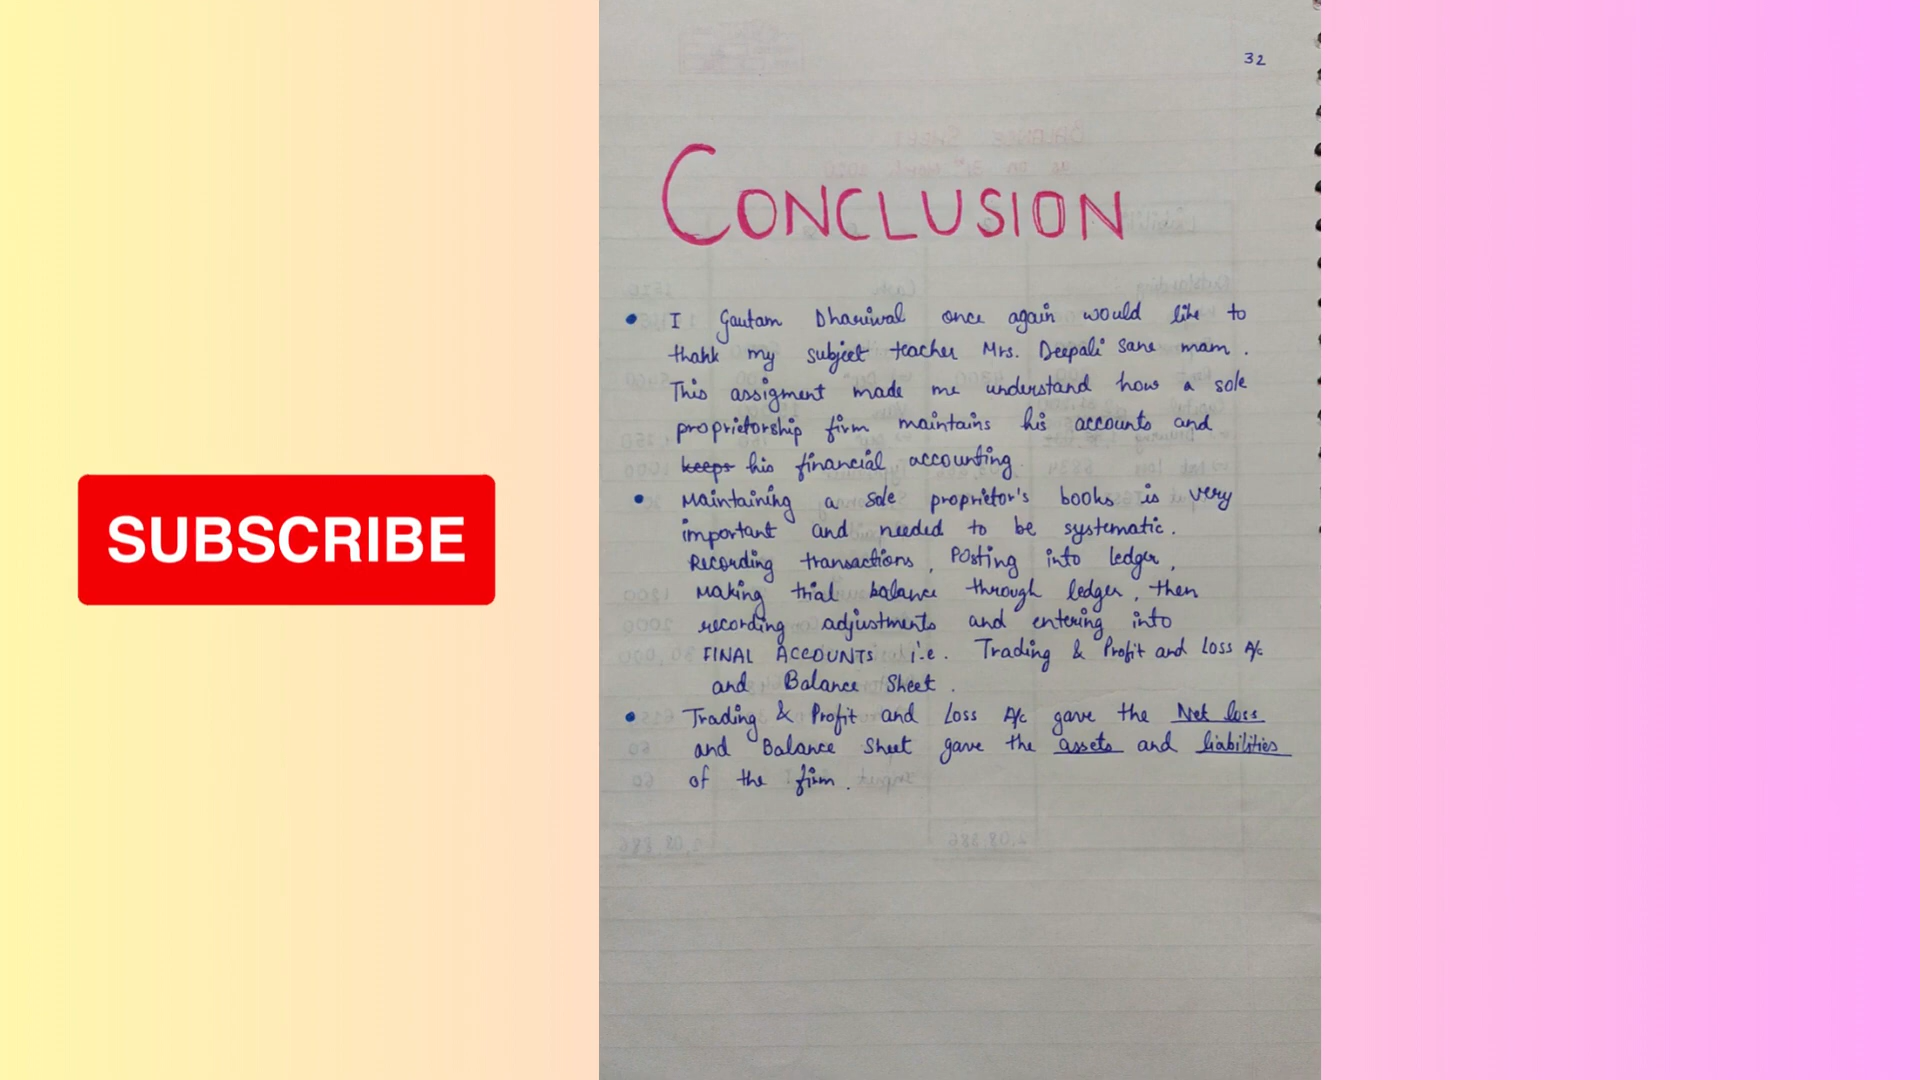 32
CONCLUSION
SUBSCRIBE
• I Gautam Dhariwal once again would like to
thank my subject teacher Mrs. Deepali Sane mam.
This assigment made me understand how a sole
proprietorship firm maintains his accounts and
keeps his financial accounting
• Maintaining a sole proprietor's books is very
important and needed to be systematic.
Recording transactions, Posting into ledger,
Making trial balance through ledger, then
recording adjustments and entering into
FINAL ACCOUNTS i.e. Trading & Profit and Loss A/c
and Balance Sheet.
• Trading & Profit and Loss A/c gave the Net loss
and Balance Sheet gave the assets and liabilities
of the firm.